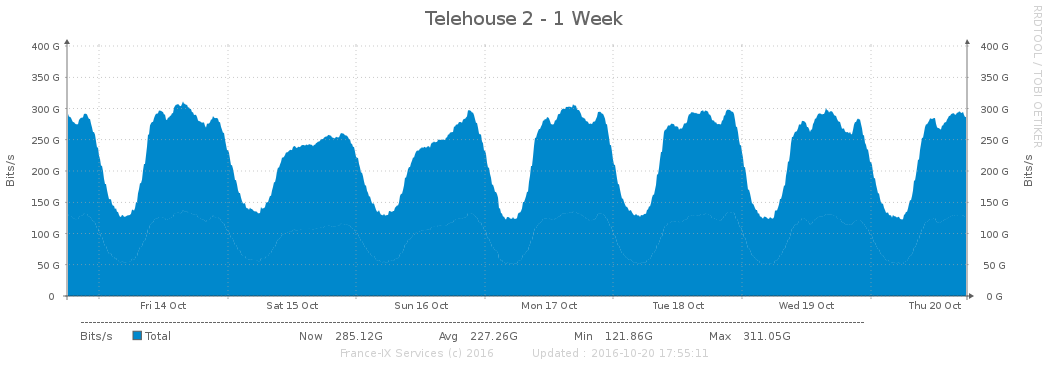 Telehouse 2 - 1 Week
RRDTOOL / TOBI OETIKER
400 G 400 G
350 G 350 G
300 G 300 G
250 G 250 G
200 G 200 G
150 G 150 G
100 G 100 G
50 G 50 G
0 0 G
Bits/s
Bits/s
Fri 14 Oct Sat 15 Oct Sun 16 Oct Mon 17 Oct Tue 18 Oct Wed 19 Oct Thu 20 Oct
Bits/s Total Now 285.12G Avg 227.26G Min 121.86G Max 311.05G
France-IX Services (c) 2016 Updated : 2016-10-20 17:55:11